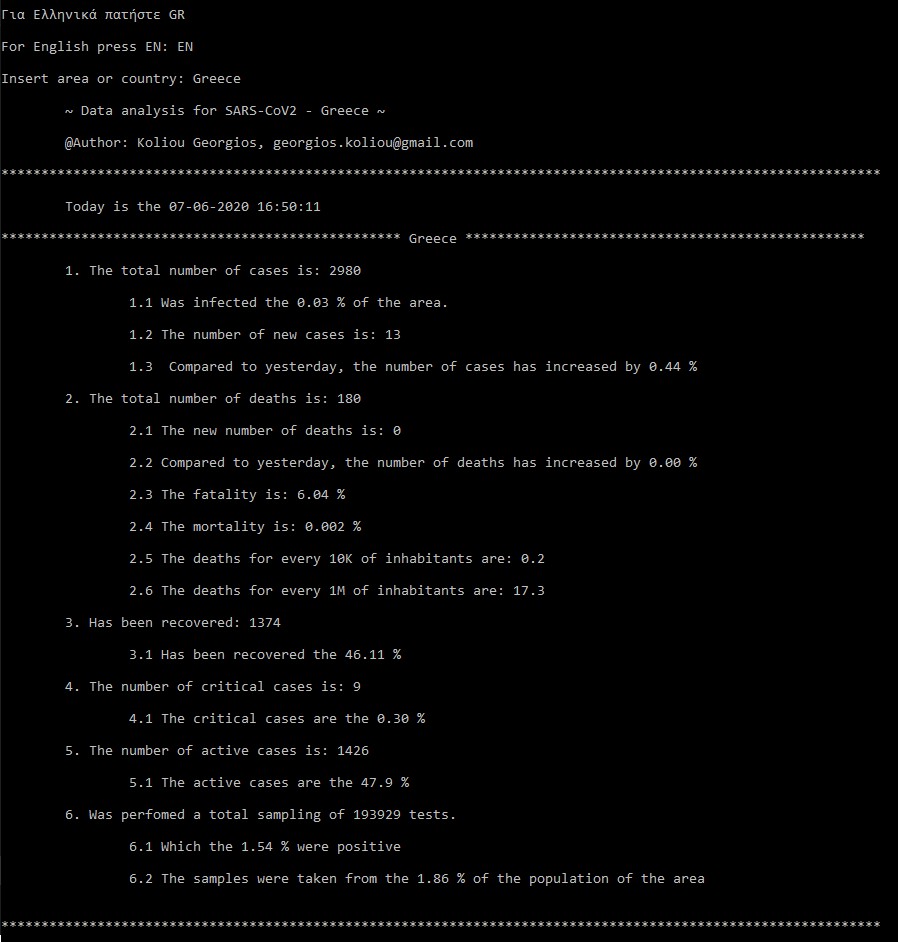 Για Ελληνικά πατήστε GR
For English press EN: EN
Insert area or country: Greece
~ Data analysis for SARS-CoV2 - Greece ~
@Author: Koliou Georgios, georgios.koliou@gmail.com
**************************************************************************************************************
Today is the 07-06-2020 16:50:11
************************************************** Greece **************************************************
1. The total number of cases is: 2980
1.1 Was infected the 0.03 % of the area.
1.2 The number of new cases is: 13
1.3  Compared to yesterday, the number of cases has increased by 0.44 %
2. The total number of deaths is: 180
2.1 The new number of deaths is: 0
2.2 Compared to yesterday, the number of deaths has increased by 0.00 %
2.3 The fatality is: 6.04 %
2.4 The mortality is: 0.002 %
2.5 The deaths for every 10K of inhabitants are: 0.2
2.6 The deaths for every 1M of inhabitants are: 17.3
3. Has been recovered: 1374
3.1 Has been recovered the 46.11 %
4. The number of critical cases is: 9
4.1 The critical cases are the 0.30 %
5. The number of active cases is: 1426
5.1 The active cases are the 47.9 %
6. Was perfomed a total sampling of 193929 tests.
6.1 Which the 1.54 % were positive
6.2 The samples were taken from the 1.86 % of the population of the area
**************************************************************************************************************